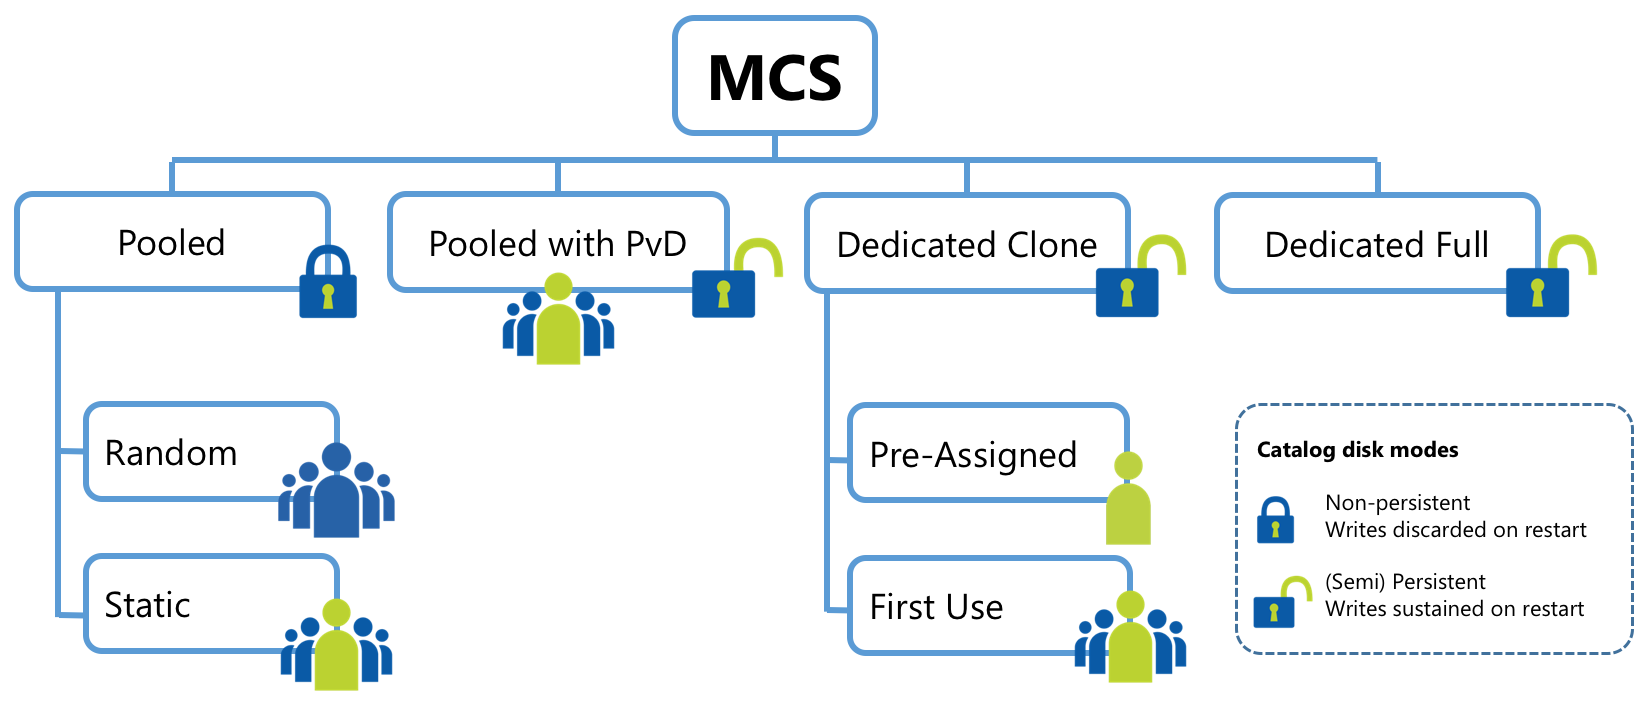 MCS
Pooled
Pooled with PvD
Dedicated Clone
Dedicated Full
Random
Static
Pre-Assigned
First Use
Catalog disk modes
Non-persistent
Writes discarded on restart
(Semi) Persistent
Writes sustained on restart